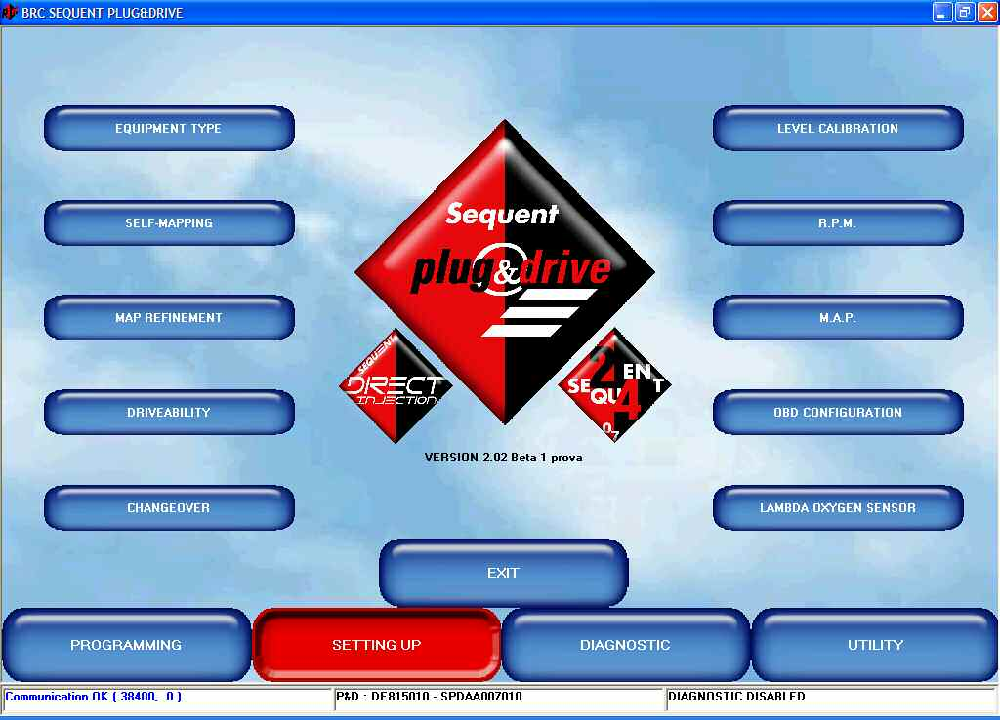 BRC SEQUENT PLUG&DRIVE
EQUIPMENT TYPE
LEVEL CALIBRATION
SELF-MAPPING
R.P.M.
MAP REFINEMENT
M.A.P.
DRIVEABILITY
OBD CONFIGURATION
CHANGEOVER
LAMBDA OXYGEN SENSOR
Sequent
plug&drive
SEQUENT
DIRECT
INJECTION
SEQUENT
24
07
VERSION 2.02 Beta 1 prova
EXIT
PROGRAMMING
SETTING UP
DIAGNOSTIC
UTILITY
Communication OK ( 38400, 0 )
P&D : DE815010 - SPDAA007010
DIAGNOSTIC DISABLED